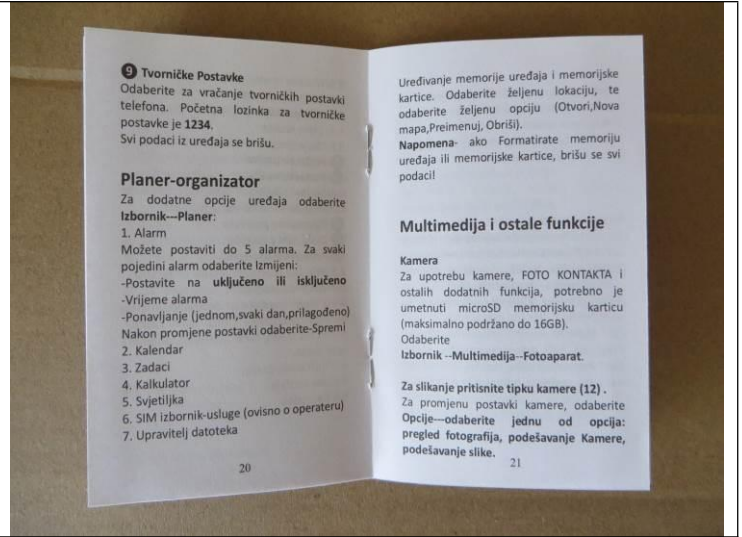 9 Tvorničke Postavke
Odaberite za vračanje tvorničkih postavki
telefona. Početna lozinka za tvorničke
postavke je 1234.
Svi podaci iz uređaja se brišu.
Planer-organizator
Za dodatne opcije uređaja odaberite
Izbornik---Planer:
1. Alarm
Možete postaviti do 5 alarma. Za svaki
pojedini alarm odaberite Izmijeni:
-Postavite na uključeno ili isključeno
-Vrijeme alarma
-Ponavljanje (jednom,svaki dan,prilagođeno)
Nakon promjene postavki odaberite-Spremi
2. Kalendar
3. Zadaci
4. Kalkulator
5. Svjetiljka
6. SIM izbornik-usluge (ovisno o operateru)
7. Upravitelj datoteka
20
Uređivanje memorije uređaja i memorijske
kartice. Odaberite željenu lokaciju, te
odaberite željenu opciju (Otvori,Nova
mapa,Preimenuj, Obriši).
Napomena- ako Formatirate memoriju
uređaja ili memorijske kartice, brišu se svi
podaci!
Multimedija i ostale funkcije
Kamera
Za upotrebu kamere, FOTO KONTAKTA i
ostalih dodatnih funkcija, potrebno je
umetnuti microSD memorijsku karticu
(maksimalno podržano do 16GB).
Odaberite
Izbornik --Multimedija--Fotoaparat.
Za slikanje pritisnite tipku kamere (12) .
Za promjenu postavki kamere, odaberite
Opcije---odaberite jednu od opcija:
pregled fotografija, podešavanje Kamere,
podešavanje slike.
21